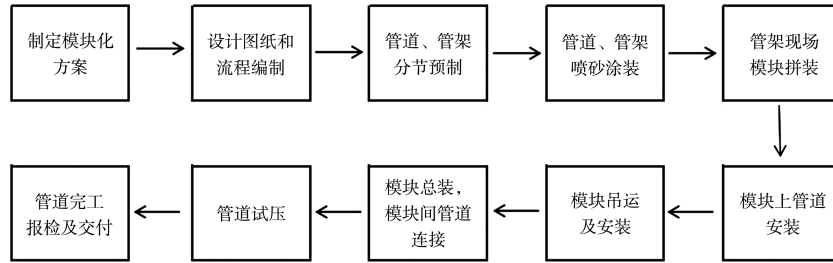 制定模块化
方案
设计图纸和
流程编制
管道、管架
分节预制
管道、管架
喷砂涂装
管架现场
模块拼装
模块上管道
安装
模块吊运
及安装
模块总装，
模块间管道
连接
管道试压
管道完工
报检及交付